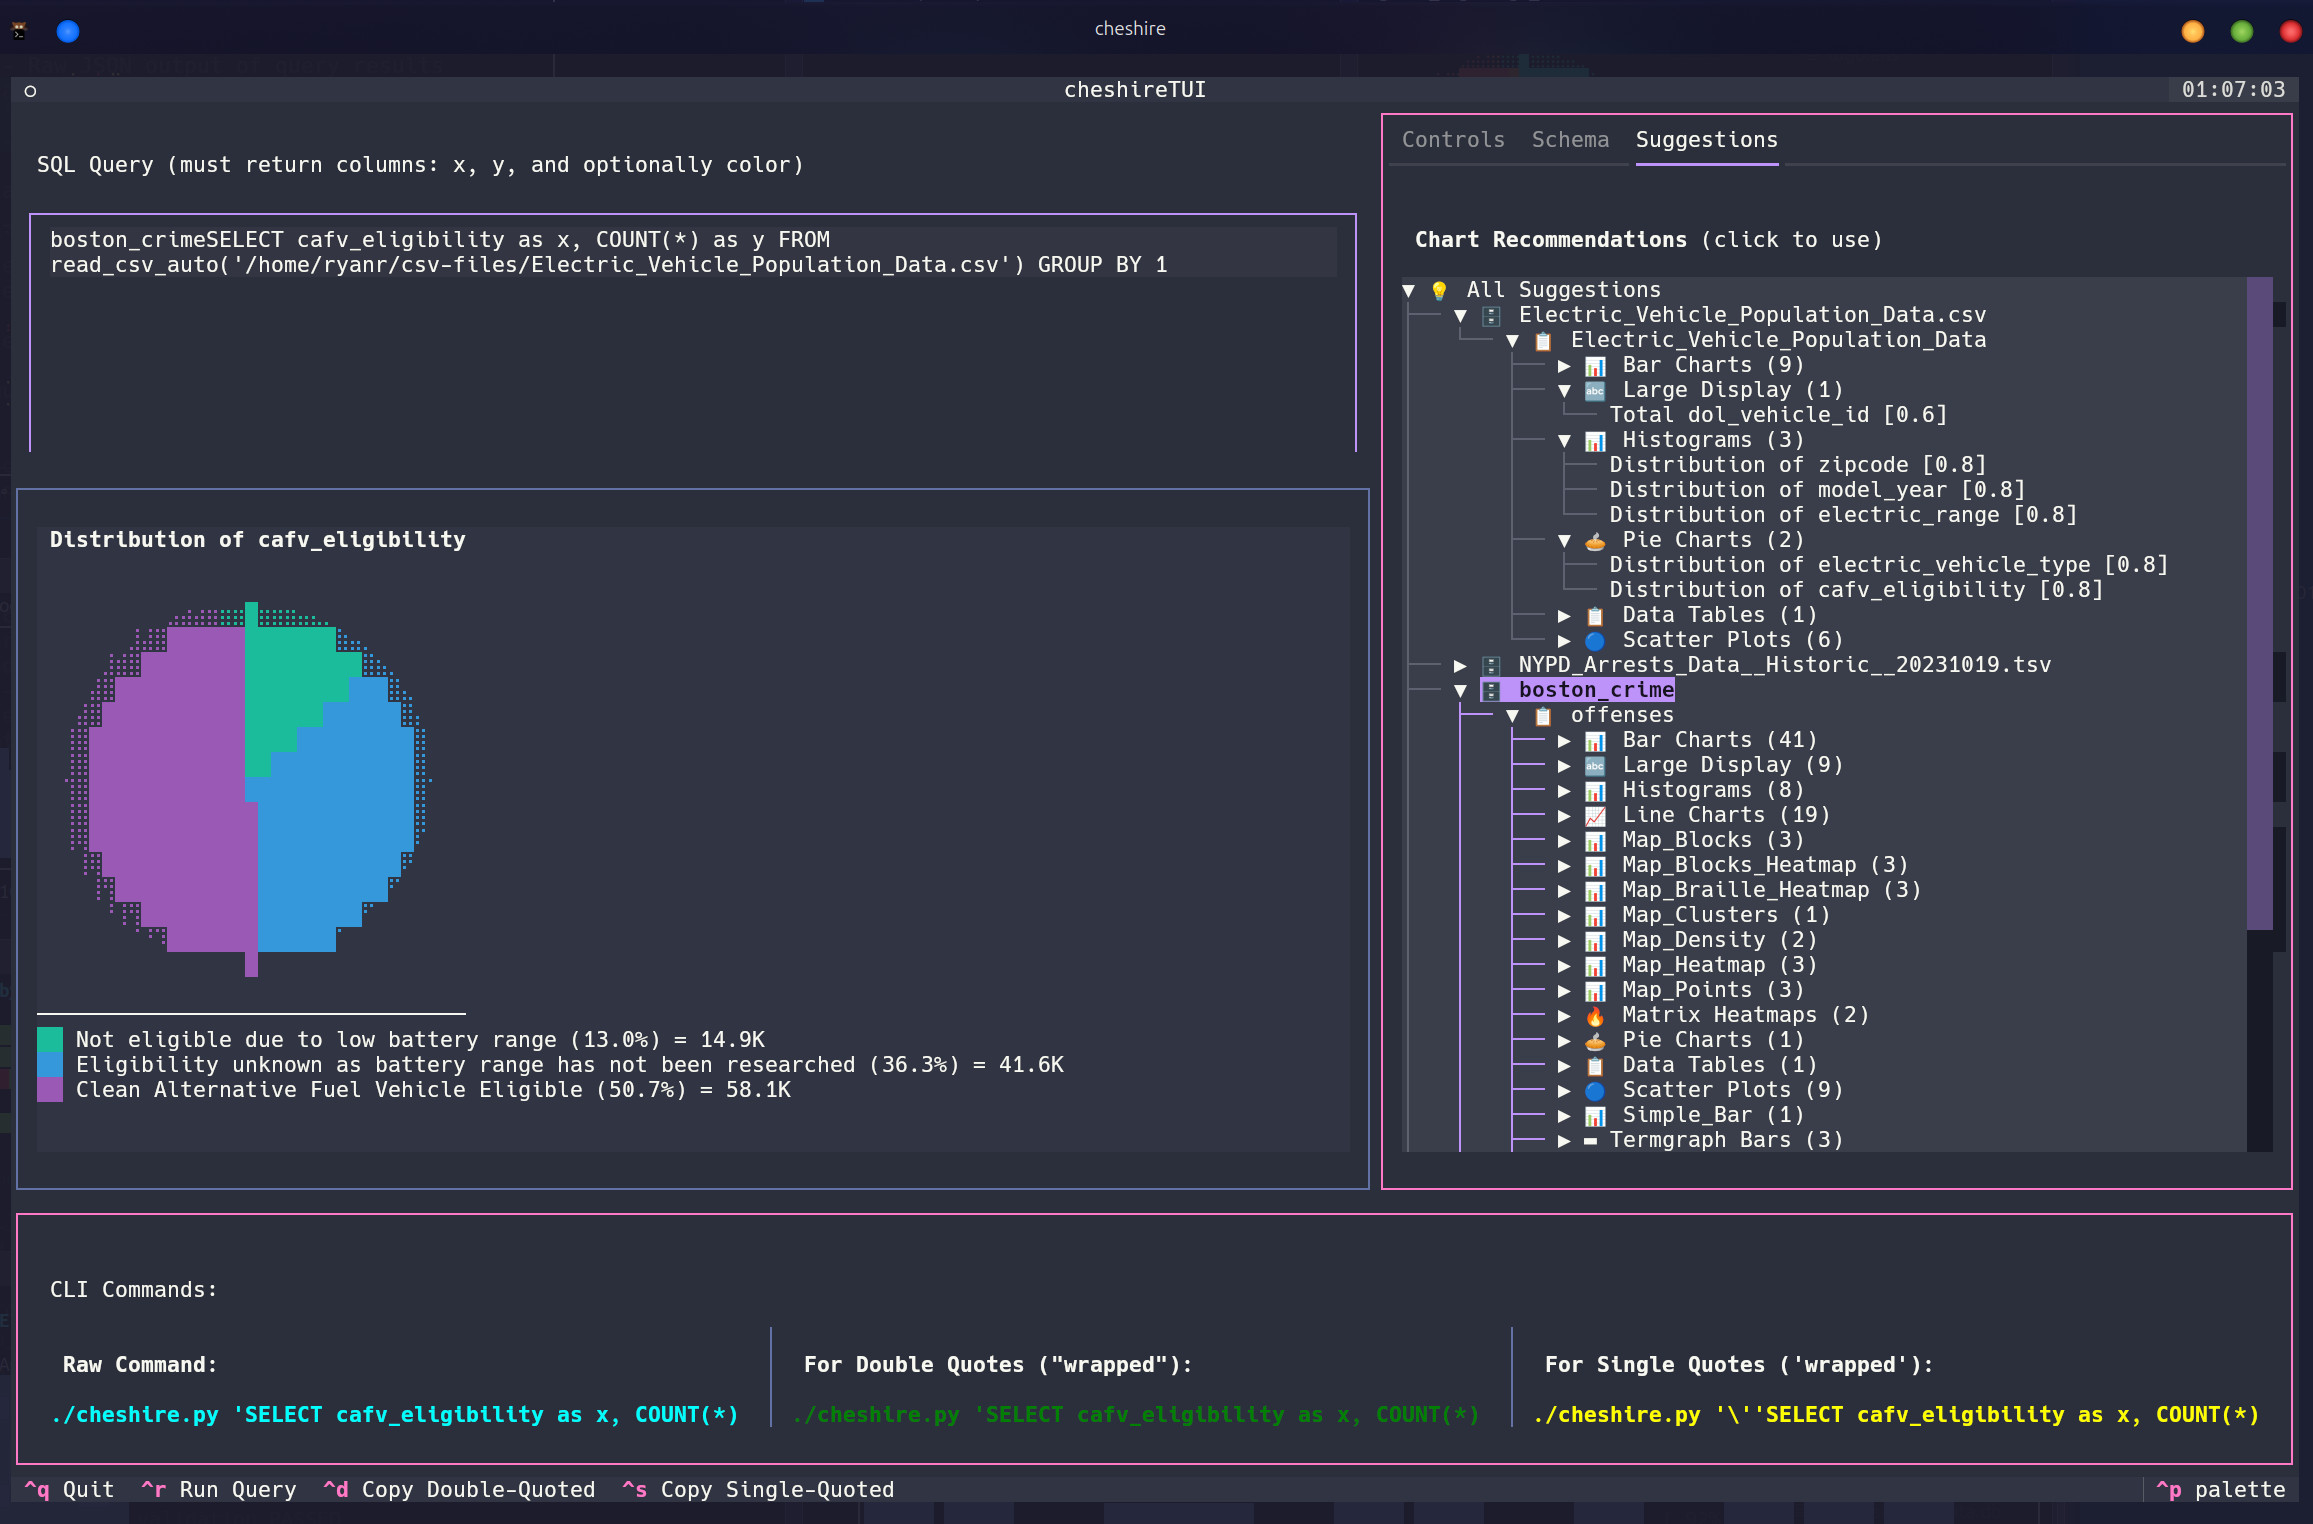 cheshire
cheshireTUI
01:07:03
SQL Query (must return columns: x, y, and optionally color)
boston_crimeSELECT cafv_eligibility as x, COUNT(*) as y FROM
read_csv_auto('/home/ryanr/csv-files/Electric_Vehicle_Population_Data.csv') GROUP BY 1
Distribution of cafv_eligibility
Not eligible due to low battery range (13.0%) = 14.9K
Eligibility unknown as battery range has not been researched (36.3%) = 41.6K
Clean Alternative Fuel Vehicle Eligible (50.7%) = 58.1K
Controls Schema Suggestions
Chart Recommendations (click to use)
All Suggestions
Electric_Vehicle_Population_Data.csv
Electric_Vehicle_Population_Data
Bar Charts (9)
Large Display (1)
Total dol_vehicle_id [0.6]
Histograms (3)
Distribution of zipcode [0.8]
Distribution of model_year [0.8]
Distribution of electric_range [0.8]
Pie Charts (2)
Distribution of electric_vehicle_type [0.8]
Distribution of cafv_eligibility [0.8]
Data Tables (1)
Scatter Plots (6)
NYPD_Arrests_Data__Historic__20231019.tsv
boston_crime
offenses
Bar Charts (41)
Large Display (9)
Histograms (8)
Line Charts (19)
Map_Blocks (3)
Map_Blocks_Heatmap (3)
Map_Braille_Heatmap (3)
Map_Clusters (1)
Map_Density (2)
Map_Heatmap (3)
Map_Points (3)
Matrix Heatmaps (2)
Pie Charts (1)
Data Tables (1)
Scatter Plots (9)
Simple_Bar (1)
Termgraph Bars (3)
CLI Commands:
Raw Command:
./cheshire.py 'SELECT cafv_eligibility as x, COUNT(*)
For Double Quotes ("wrapped"):
./cheshire.py 'SELECT cafv_eligibility as x, COUNT(*)
For Single Quotes ('wrapped'):
./cheshire.py '\''SELECT cafv_eligibility as x, COUNT(*)
^q Quit ^r Run Query ^d Copy Double-Quoted ^s Copy Single-Quoted
^p palette